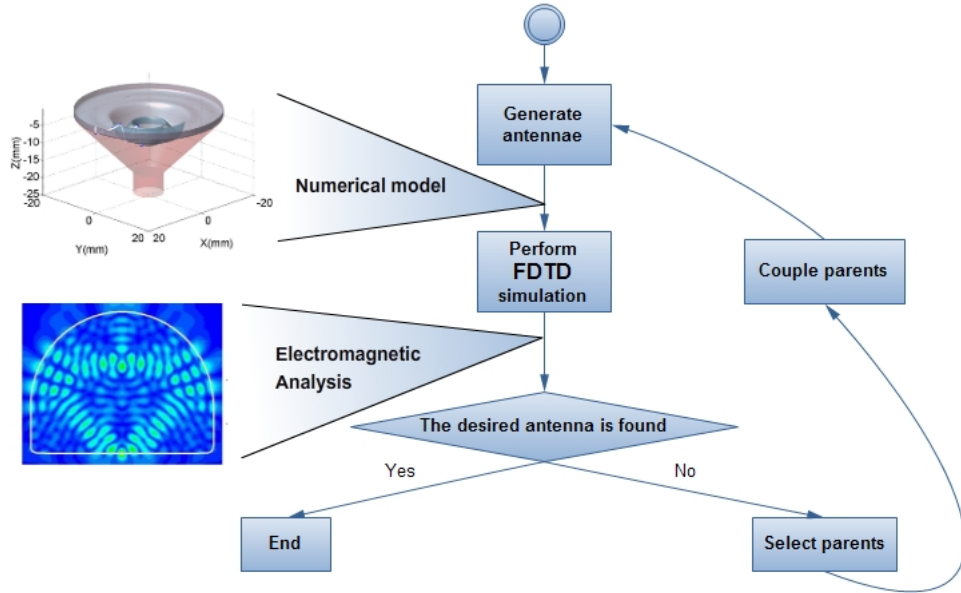 Generate
antennae
-5
-10
-15
-20
-25
-20
0
20
20
0
-20
Z(mm)
Y(mm)
X(mm)
Numerical model
Perform
FDTD
simulation
Couple parents
Electromagnetic
Analysis
The desired antenna is found
Yes
No
End
Select parents